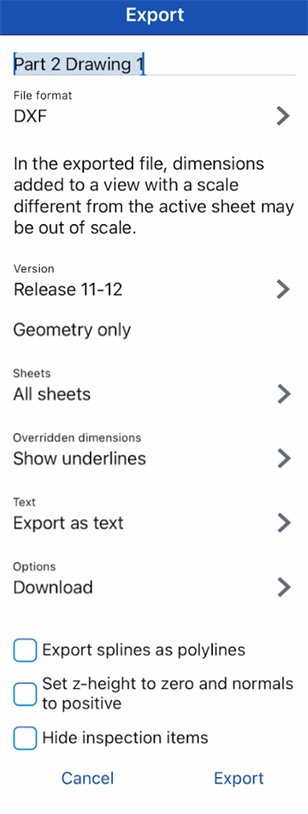 Export
Part 2 Drawing 1
File format
DXF
In the exported file, dimensions
added to a view with a scale
different from the active sheet may
be out of scale.
Version
Release 11-12
Geometry only
Sheets
All sheets
Overridden dimensions
Show underlines
Text
Export as text
Options
Download
Export splines as polylines
Set z-height to zero and normals
to positive
Hide inspection items
Cancel Export